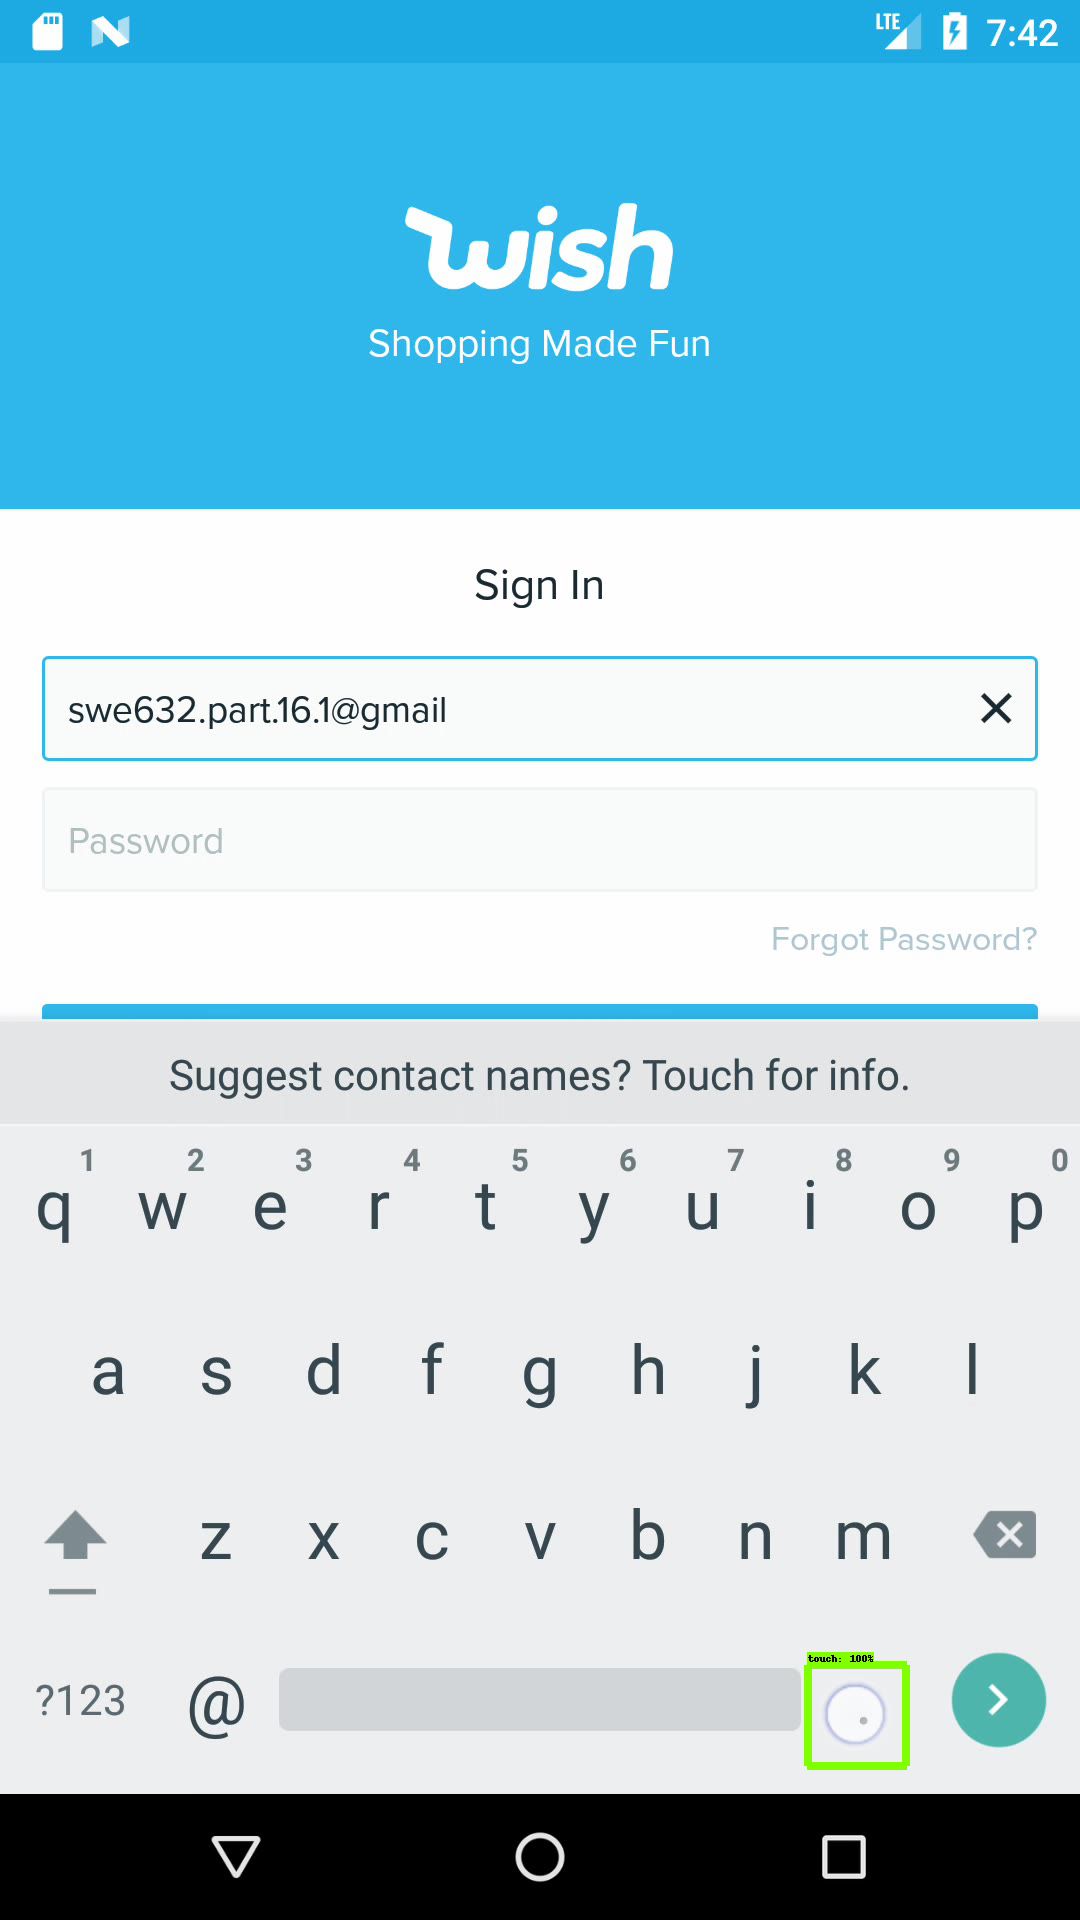 LTE 7:42
wish
Shopping Made Fun
Sign In
swe632.part.16.1@gmail
Password
Forgot Password?
Suggest contact names? Touch for info.
1 2 3 4 5 6 7 8 9 0
q w e r t y u i o p
a s d f g h j k l
z x c v b n m
touch: 100%
?123 @ .